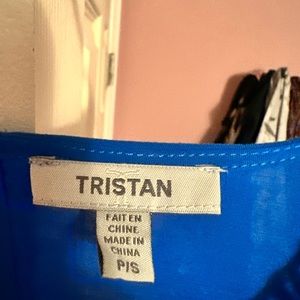 TRISTAN
FAIT EN
CHINE
MADE IN
CHINA
P/S